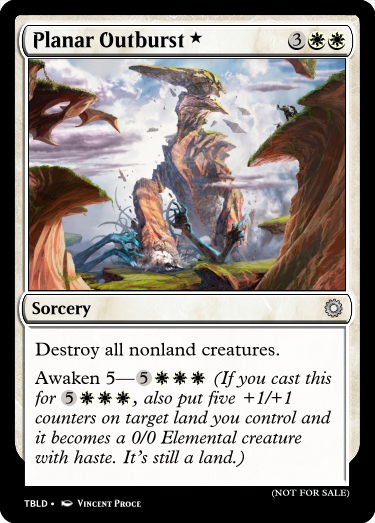 Planar Outburst ★ 3
Sorcery
Destroy all nonland creatures.
Awaken 5—5 (If you cast this
for 5, also put five +1/+1
counters on target land you control and
it becomes a 0/0 Elemental creature
with haste. It's still a land.)
(NOT FOR SALE)
TBLD • Vincent Proce